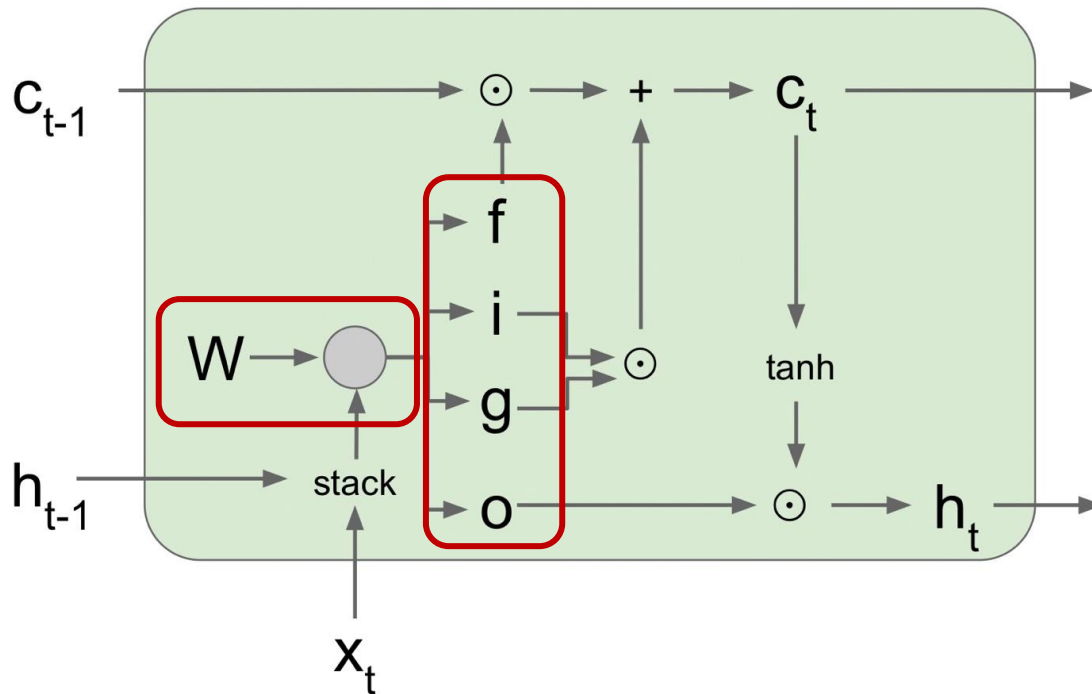 c_{t-1} ⊙ + c_t
f
i
W ⊙ tanh
g
h_{t-1} stack
o ⊙ h_t
x_t